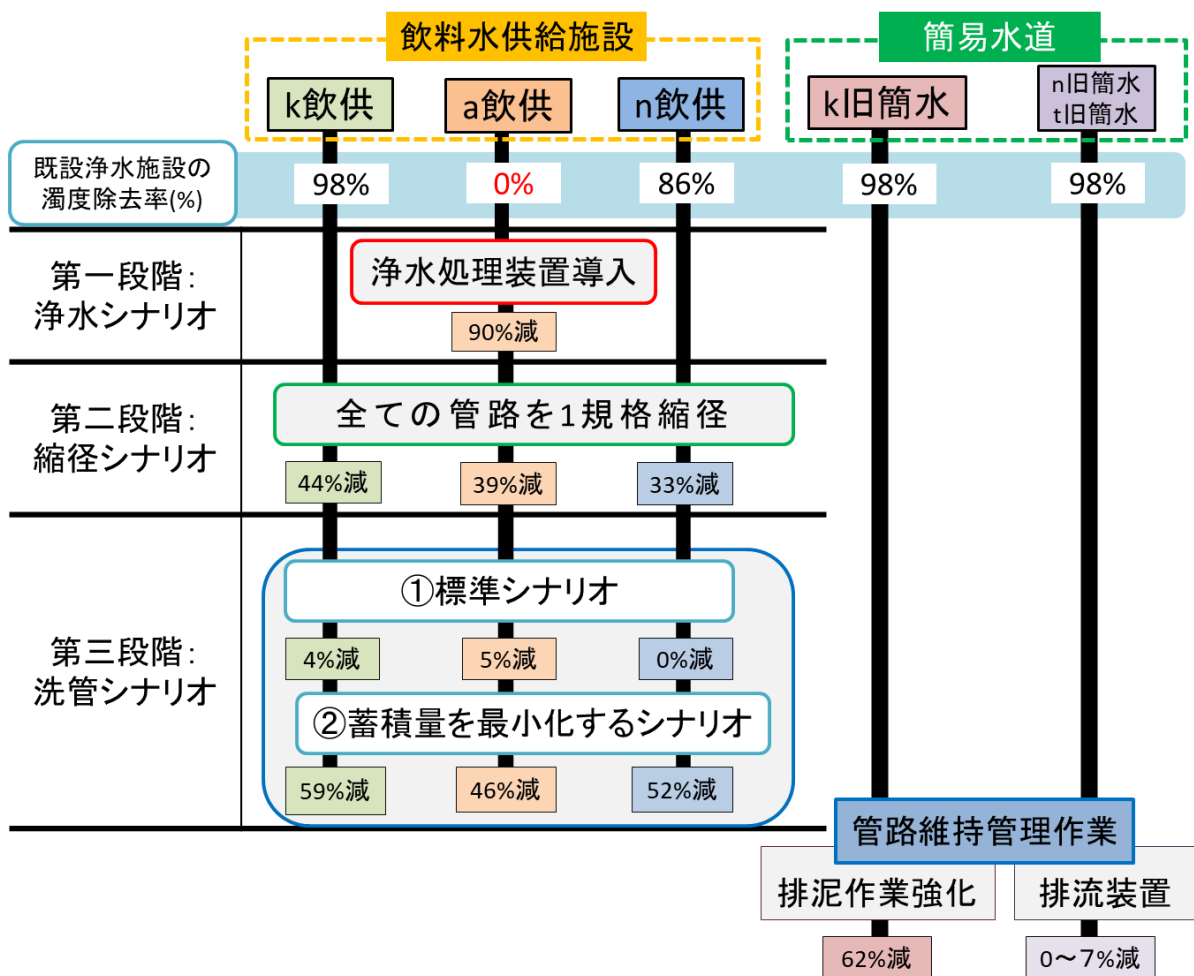 飲料水供給施設
簡易水道
k飲供
a飲供
n飲供
k旧簡水
n旧簡水
t旧簡水
既設浄水施設の
濁度除去率(%)
98%
0%
86%
98%
98%
第一段階:
浄水シナリオ
浄水処理装置導入
90%減
第二段階:
縮径シナリオ
全ての管路を1規格縮径
44%減
39%減
33%減
第三段階:
洗管シナリオ
①標準シナリオ
4%減
5%減
0%減
②蓄積量を最小化するシナリオ
59%減
46%減
52%減
管路維持管理作業
排泥作業強化
排流装置
62%減
0～7%減